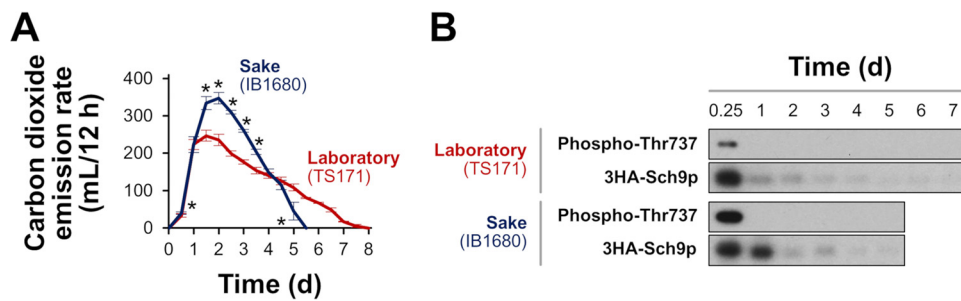 A
Carbon dioxide
emission rate
(mL/12 h)
400
300
200
100
0
0 1 2 3 4 5 6 7 8
Time (d)
Sake
(IB1680)
Laboratory
(TS171)
* * * * * * *
B
Time (d)
0.25 1 2 3 4 5 6 7
Laboratory
(TS171)
Phospho-Thr737
3HA-Sch9p
Sake
(IB1680)
Phospho-Thr737
3HA-Sch9p